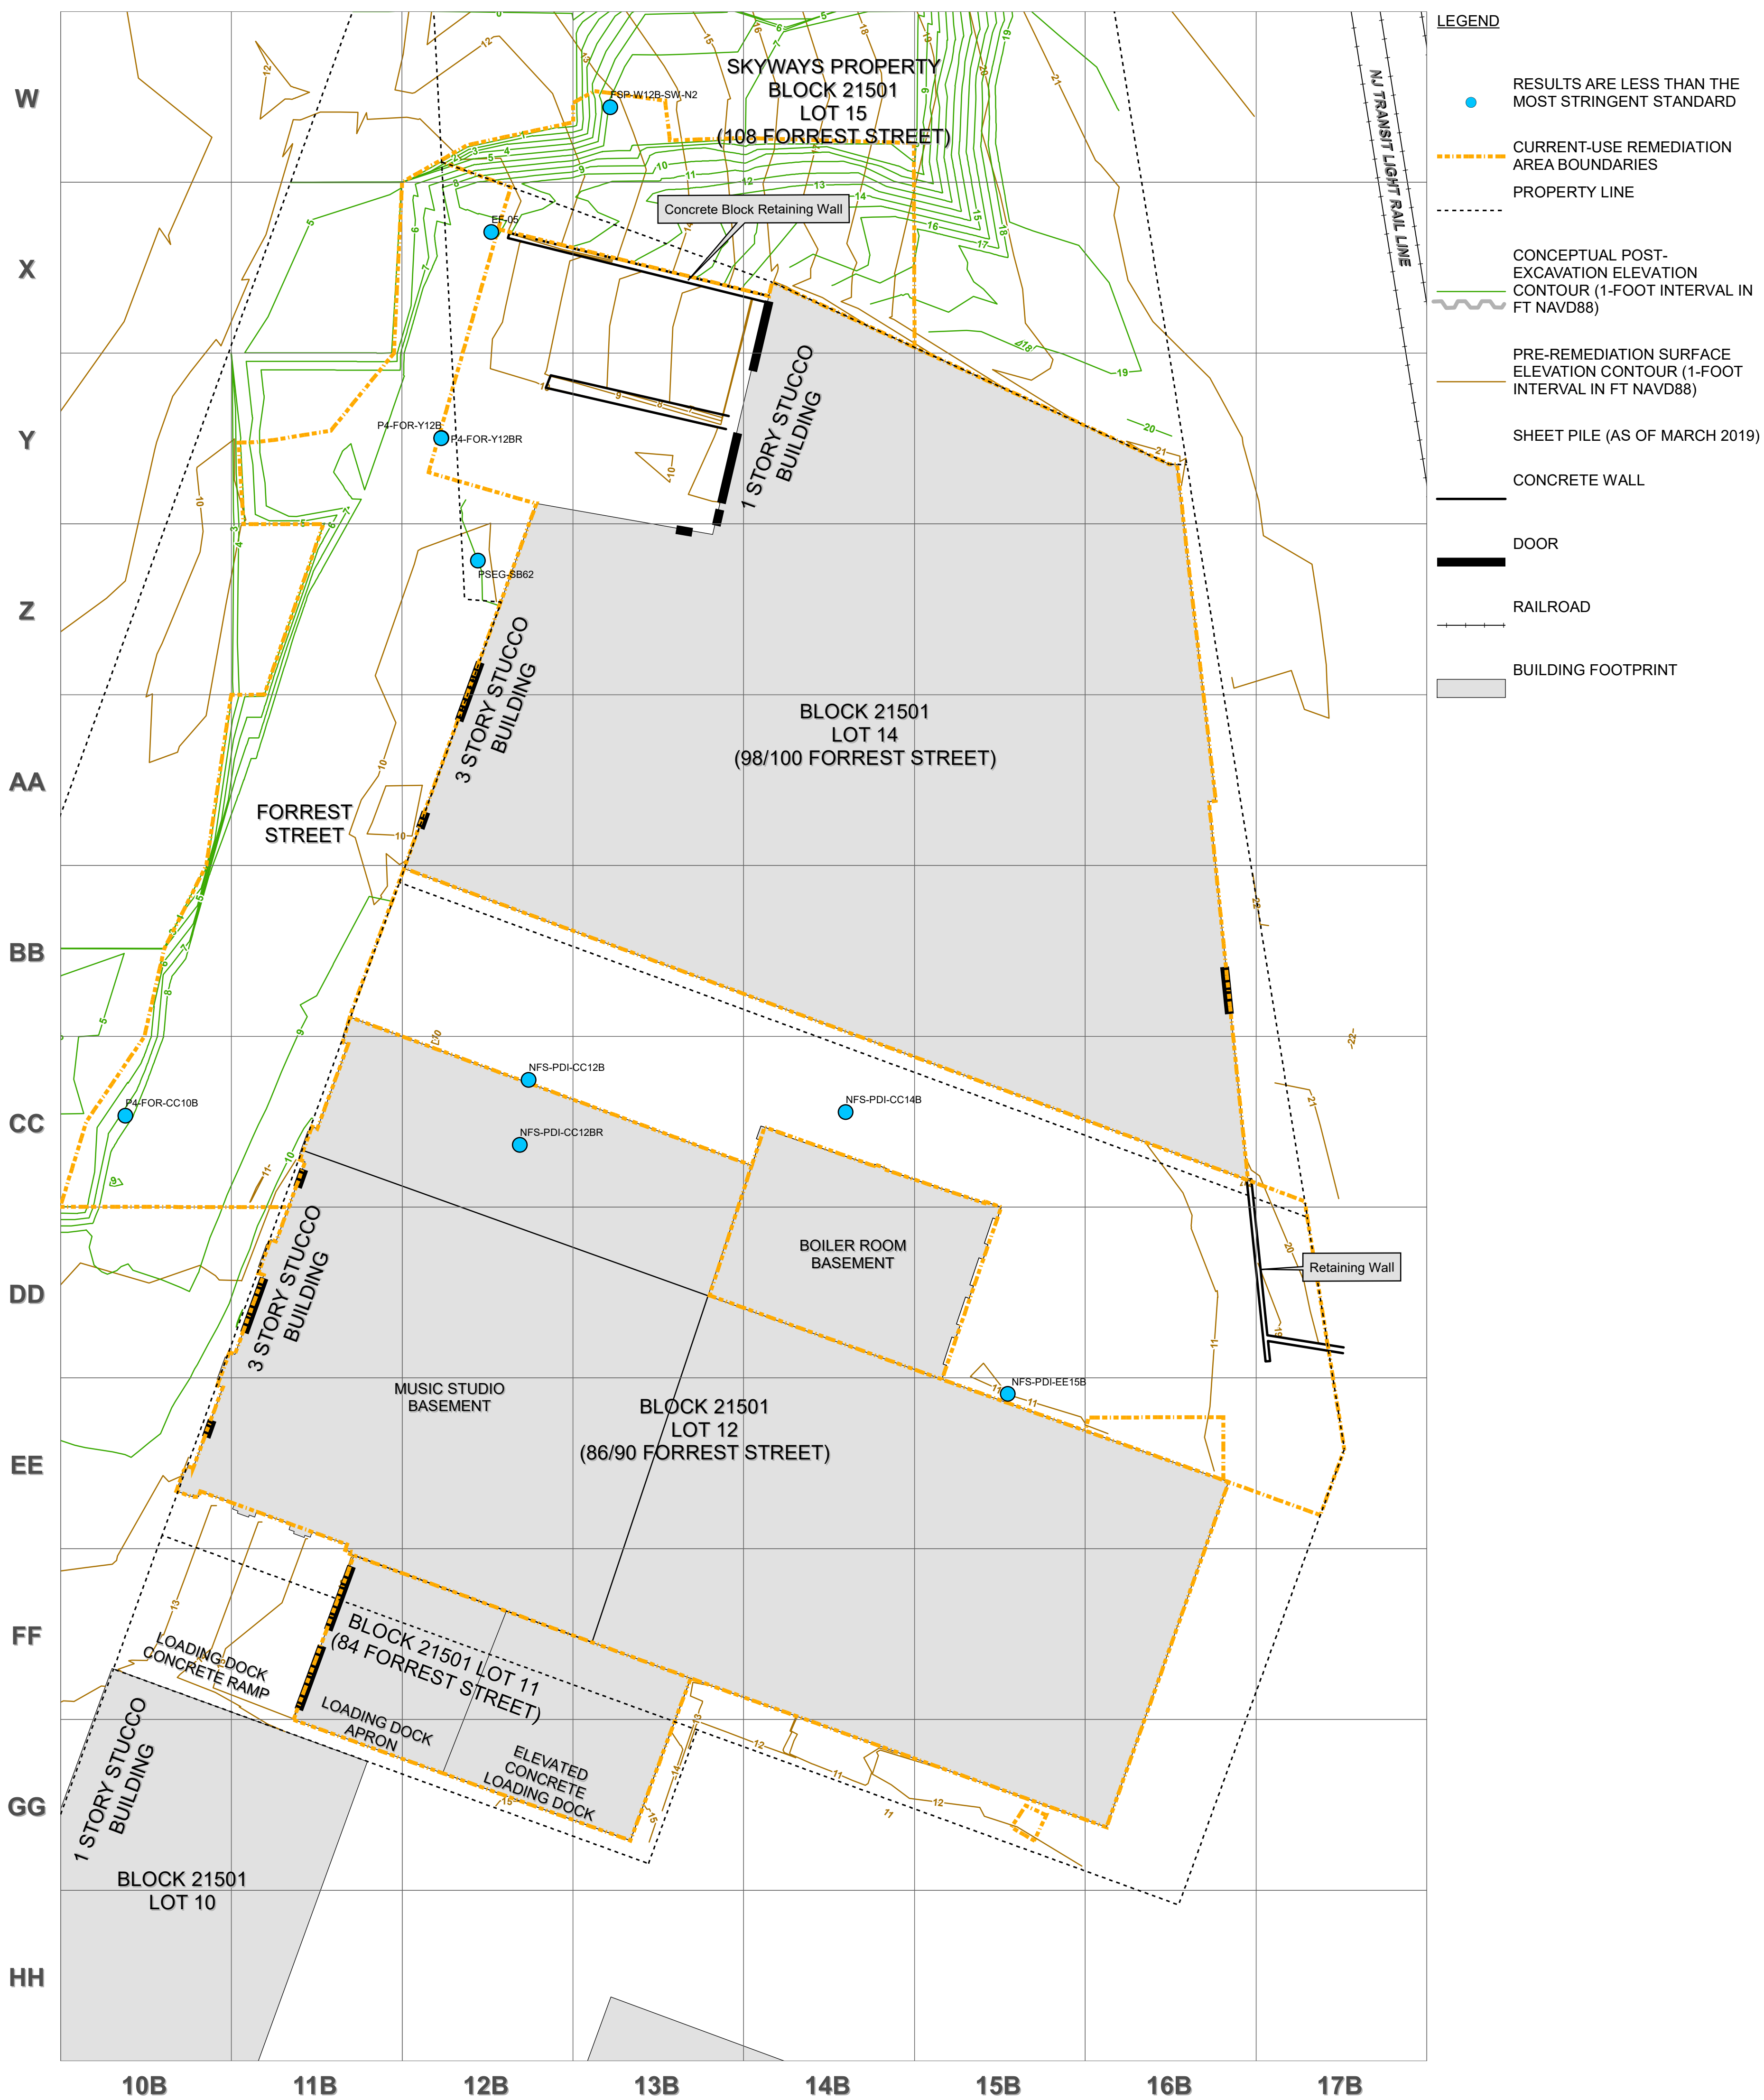 LEGEND
RESULTS ARE LESS THAN THE
MOST STRINGENT STANDARD
CURRENT-USE REMEDIATION
AREA BOUNDARIES
PROPERTY LINE
CONCEPTUAL POST-
EXCAVATION ELEVATION
CONTOUR (1-FOOT INTERVAL IN
FT NAVD88)
PRE-REMEDIATION SURFACE
ELEVATION CONTOUR (1-FOOT
INTERVAL IN FT NAVD88)
SHEET PILE (AS OF MARCH 2019)
CONCRETE WALL
DOOR
RAILROAD
BUILDING FOOTPRINT
NJ TRANSIT LIGHT RAIL LINE
SKYWAYS PROPERTY
BLOCK 21501
LOT 15
(108 FORREST STREET)
FSP-W12B-SW-N2
EF-05
Concrete Block Retaining Wall
P4-FOR-Y12B
P4-FOR-Y12BR
1 STORY STUCCO
BUILDING
PSEG-SB62
3 STORY STUCCO
BUILDING
BLOCK 21501
LOT 14
(98/100 FORREST STREET)
FORREST
STREET
NFS-PDI-CC12B
NFS-PDI-CC14B
P4-FOR-CC10B
NFS-PDI-CC12BR
3 STORY STUCCO
BUILDING
BOILER ROOM
BASEMENT
Retaining Wall
MUSIC STUDIO
BASEMENT
NFS-PDI-EE15B
BLOCK 21501
LOT 12
(86/90 FORREST STREET)
BLOCK 21501 LOT 11
(84 FORREST STREET)
LOADING DOCK
CONCRETE RAMP
LOADING DOCK
APRON
ELEVATED
CONCRETE
LOADING DOCK
1 STORY STUCCO
BUILDING
BLOCK 21501
LOT 10
W
X
Y
Z
AA
BB
CC
DD
EE
FF
GG
HH
10B
11B
12B
13B
14B
15B
16B
17B